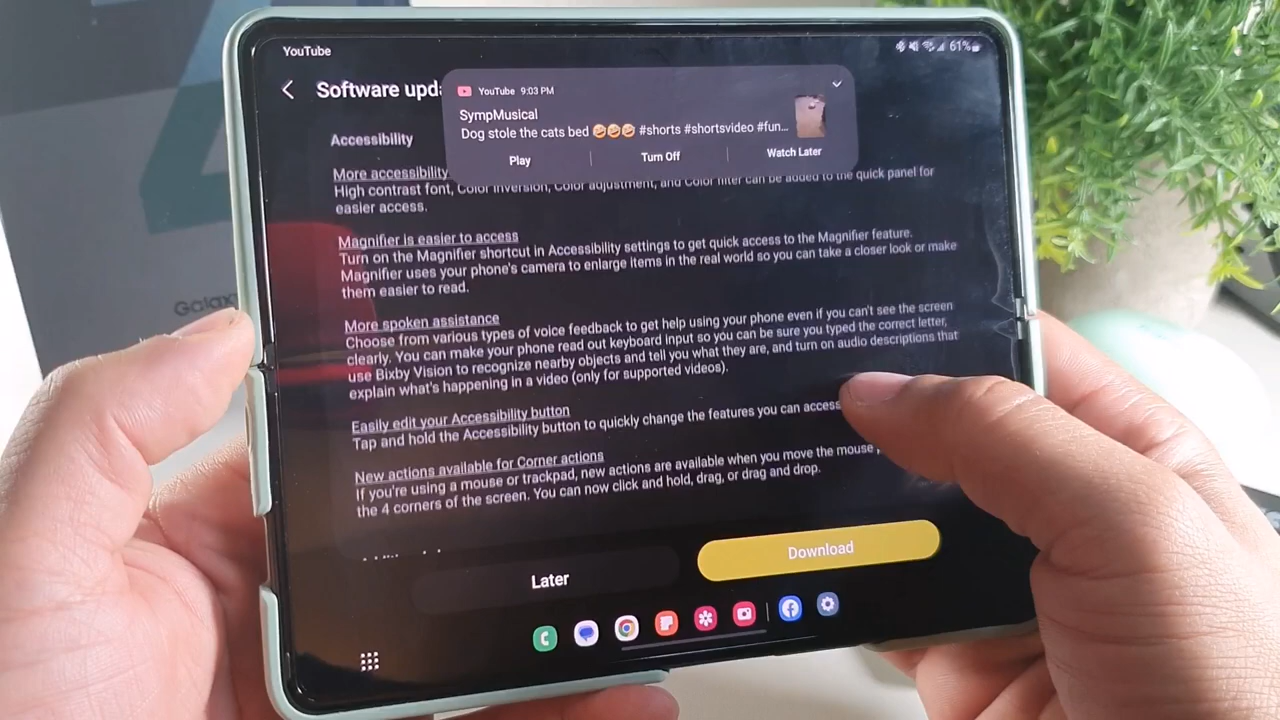 YouTube
61%
Software upd
YouTube 9:03 PM
SympMusical
Dog stole the cats bed 🤣🤣🤣 #shorts #shortsvideo #fun...
Play
Turn Off
Watch Later
Accessibility
More accessibility
High contrast font, Color inversion, Color adjustment, and Color filter can be added to the quick panel for
easier access.
Magnifier is easier to access
Turn on the Magnifier shortcut in Accessibility settings to get quick access to the Magnifier feature.
Magnifier uses your phone's camera to enlarge items in the real world so you can take a closer look or make
them easier to read.
More spoken assistance
Choose from various types of voice feedback to get help using your phone even if you can't see the screen
clearly. You can make your phone read out keyboard input so you can be sure you typed the correct letter,
use Bixby Vision to recognize nearby objects and tell you what they are, and turn on audio descriptions that
explain what's happening in a video (only for supported videos).
Easily edit your Accessibility button
Tap and hold the Accessibility button to quickly change the features you can access
New actions available for Corner actions
If you're using a mouse or trackpad, new actions are available when you move the mouse
the 4 corners of the screen. You can now click and hold, drag, or drag and drop.
Later
Download
Galaxy